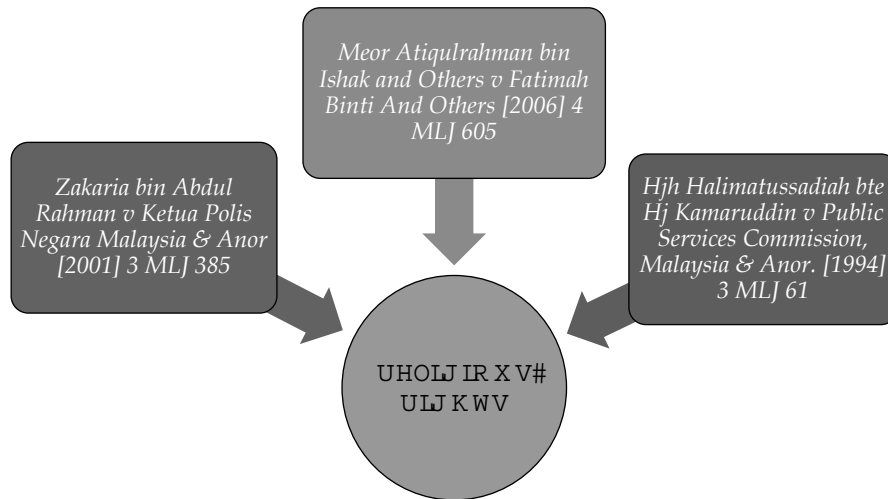 Meor Atiqulrahman bin
Ishak and Others v Fatimah
Binti And Others [2006] 4
MLJ 605
Zakaria bin Abdul
Rahman v Ketua Polis
Negara Malaysia & Anor
[2001] 3 MLJ 385
Hjh Halimatussadiah bte
Hj Kamaruddin v Public
Services Commission,
Malaysia & Anor. [1994]
3 MLJ 61
UHOLJLRXV#
ULJKWV